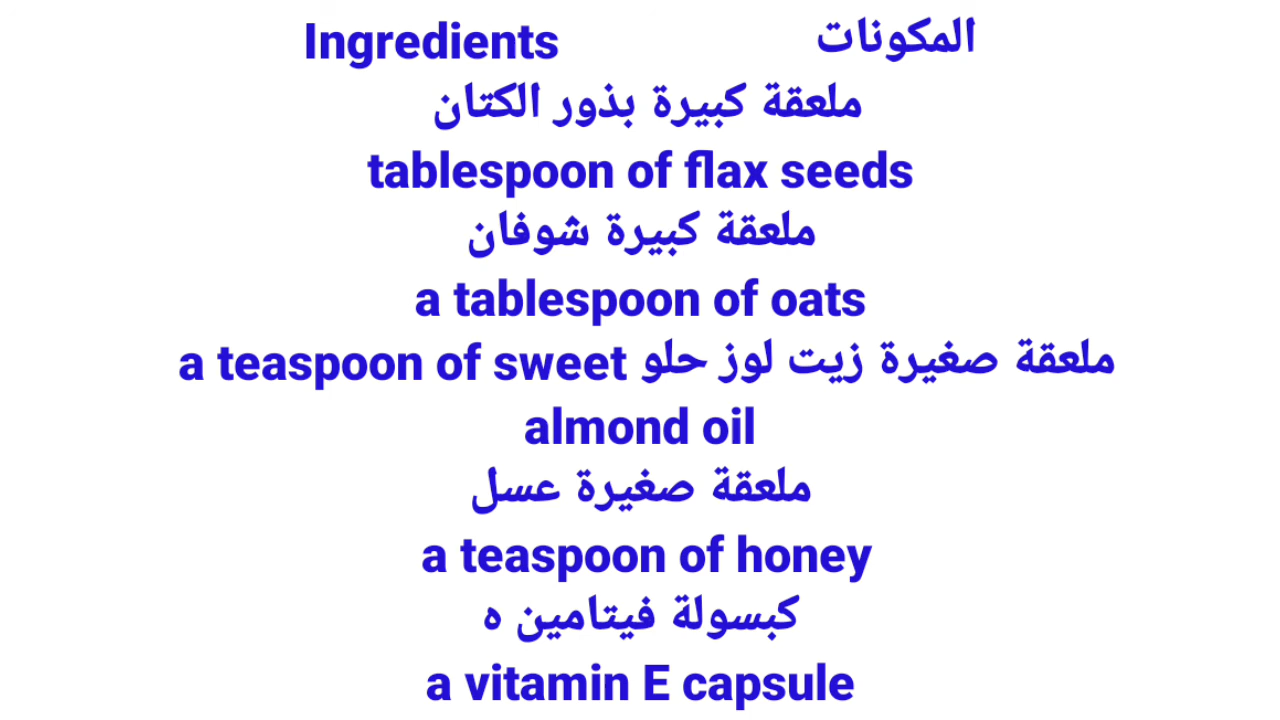 Ingredients المكونات
ملعقة كبيرة بذور الكتان
tablespoon of flax seeds
ملعقة كبيرة شوفان
a tablespoon of oats
a teaspoon of sweet ملعقة صغيرة زيت لوز حلو
almond oil
ملعقة صغيرة عسل
a teaspoon of honey
كبسولة فيتامين ه
a vitamin E capsule